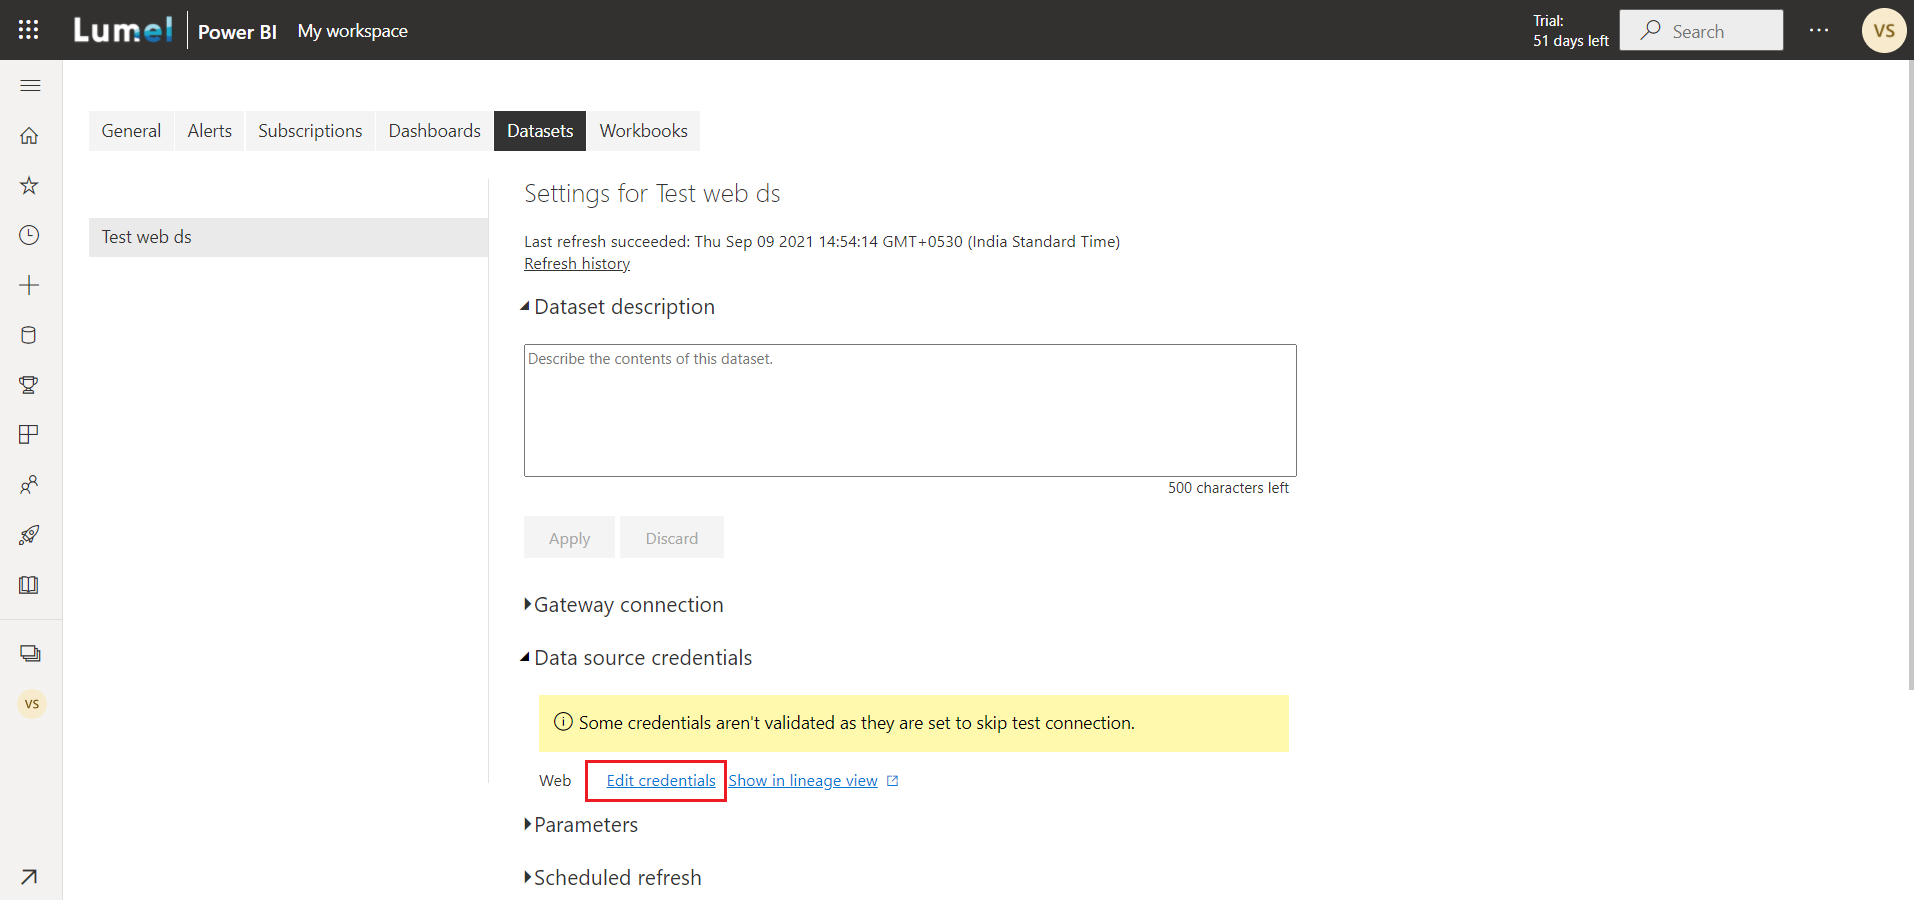 Lumel Power BI My workspace
Trial:
51 days left
Search
VS
General Alerts Subscriptions Dashboards Datasets Workbooks
Settings for Test web ds
Test web ds
Last refresh succeeded: Thu Sep 09 2021 14:54:14 GMT+0530 (India Standard Time)
Refresh history
Dataset description
Describe the contents of this dataset.
500 characters left
Apply Discard
Gateway connection
Data source credentials
VS
Some credentials aren't validated as they are set to skip test connection.
Web Edit credentials Show in lineage view
Parameters
Scheduled refresh